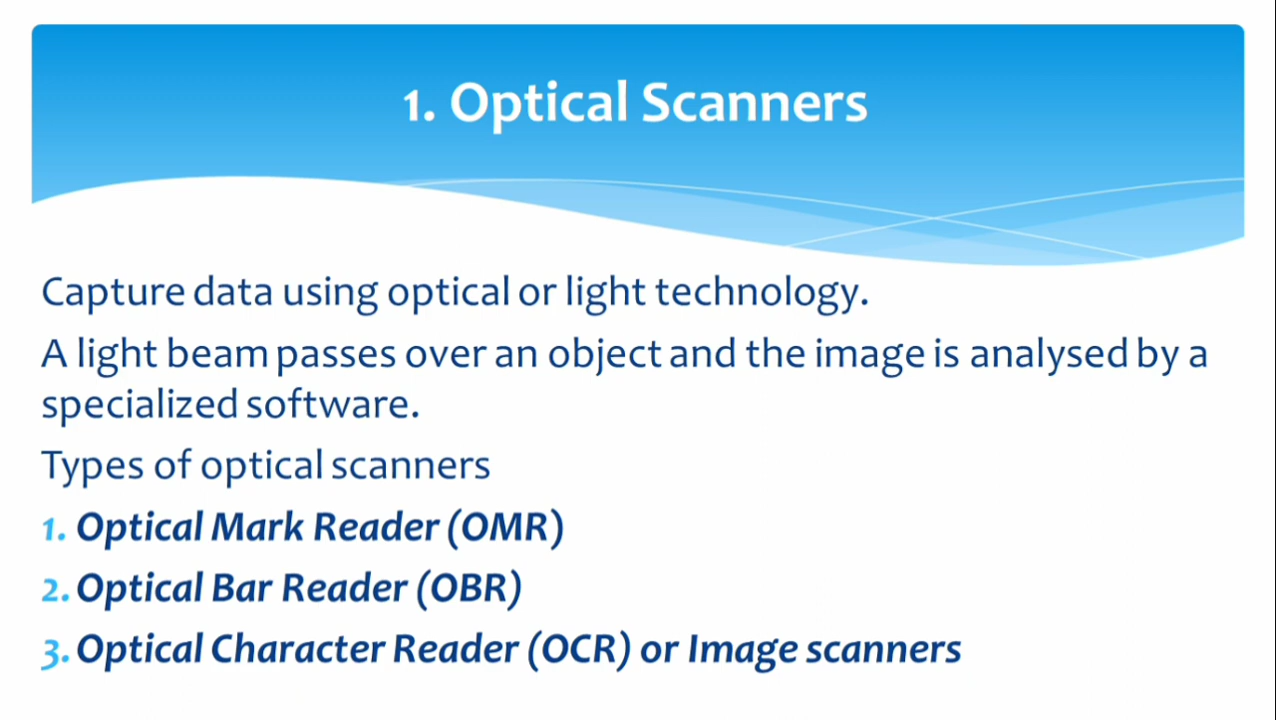 1. Optical Scanners
Capture data using optical or light technology.
A light beam passes over an object and the image is analysed by a
specialized software.
Types of optical scanners
1. Optical Mark Reader (OMR)
2. Optical Bar Reader (OBR)
3. Optical Character Reader (OCR) or Image scanners